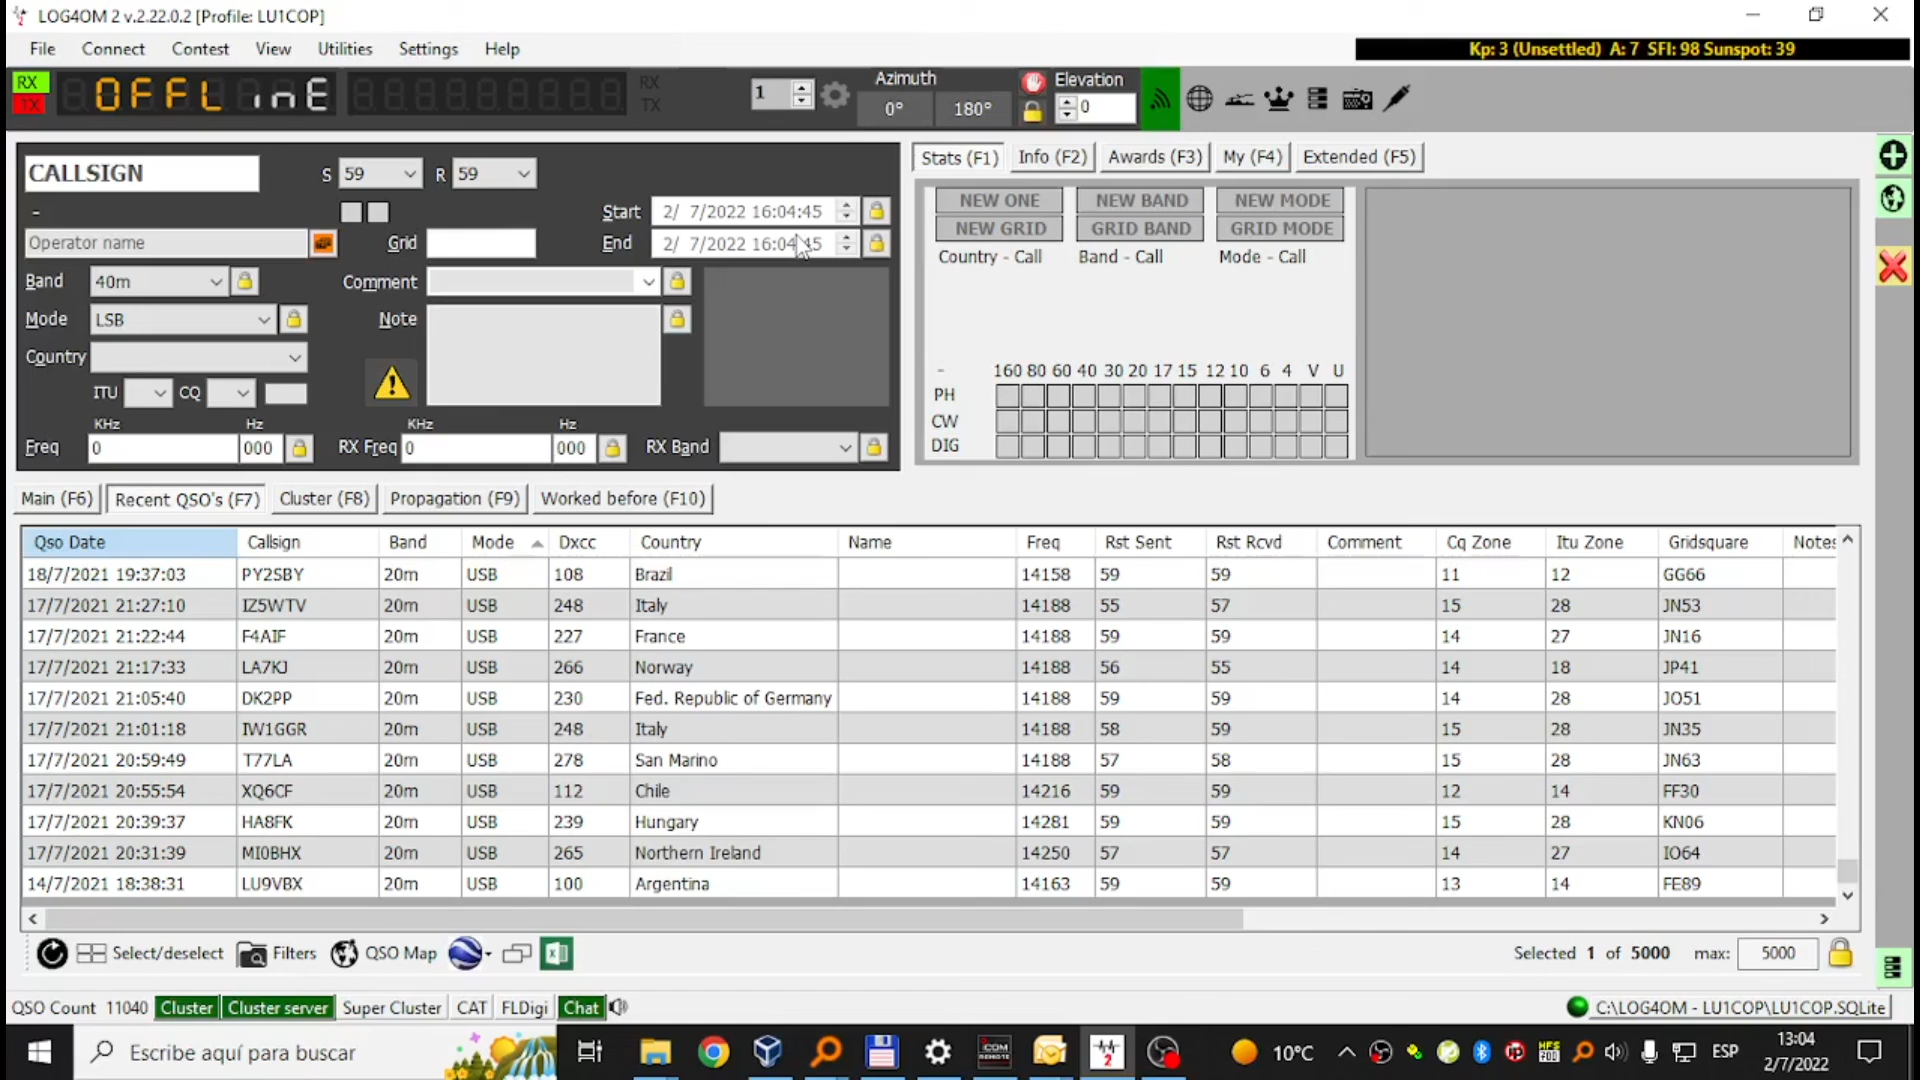 LOG4OM 2 v.2.22.0.2 [Profile: LU1COP]
File Connect Contest View Utilities Settings Help
Kp: 3 (Unsettled) A: 7 SFI: 98 Sunspot: 39
RX TX OFFLinE RX TX 1 Azimuth 0° 180° Elevation 0
CALLSIGN S 59 R 59
- Start 2/ 7/2022 16:04:45
Operator name Grid End 2/ 7/2022 16:04:45
Band 40m Comment
Mode LSB Note
Country
ITU CQ
KHz Hz KHz Hz
Freq 0 000 RX Freq 0 000 RX Band
Stats (F1) Info (F2) Awards (F3) My (F4) Extended (F5)
NEW ONE NEW BAND NEW MODE
NEW GRID GRID BAND GRID MODE
Country - Call Band - Call Mode - Call
- 160 80 60 40 30 20 17 15 12 10 6 4 V U
PH
CW
DIG
Main (F6) Recent QSO's (F7) Cluster (F8) Propagation (F9) Worked before (F10)
Qso Date Callsign Band Mode Dxcc Country Name Freq Rst Sent Rst Rcvd Comment Cq Zone Itu Zone Gridsquare Notes
18/7/2021 19:37:03 PY2SBY 20m USB 108 Brazil 14158 59 59 11 12 GG66
17/7/2021 21:27:10 IZ5WTV 20m USB 248 Italy 14188 55 57 15 28 JN53
17/7/2021 21:22:44 F4AIF 20m USB 227 France 14188 59 59 14 27 JN16
17/7/2021 21:17:33 LA7KJ 20m USB 266 Norway 14188 56 55 14 18 JP41
17/7/2021 21:05:40 DK2PP 20m USB 230 Fed. Republic of Germany 14188 59 59 14 28 JO51
17/7/2021 21:01:18 IW1GGR 20m USB 248 Italy 14188 58 59 15 28 JN35
17/7/2021 20:59:49 T77LA 20m USB 278 San Marino 14188 57 58 15 28 JN63
17/7/2021 20:55:54 XQ6CF 20m USB 112 Chile 14216 59 59 12 14 FF30
17/7/2021 20:39:37 HA8FK 20m USB 239 Hungary 14281 59 59 15 28 KN06
17/7/2021 20:31:39 MI0BHX 20m USB 265 Northern Ireland 14250 57 57 14 27 IO64
14/7/2021 18:38:31 LU9VBX 20m USB 100 Argentina 14163 59 59 13 14 FE89
Select/deselect Filters QSO Map Selected 1 of 5000 max: 5000
QSO Count 11040 Cluster Cluster server Super Cluster CAT FLDigi Chat C:\LOG4OM - LU1COP\LU1COP.SQLite
Escribe aquí para buscar ICOM REMOTE 2 10°C ESP 13:04
2/7/2022